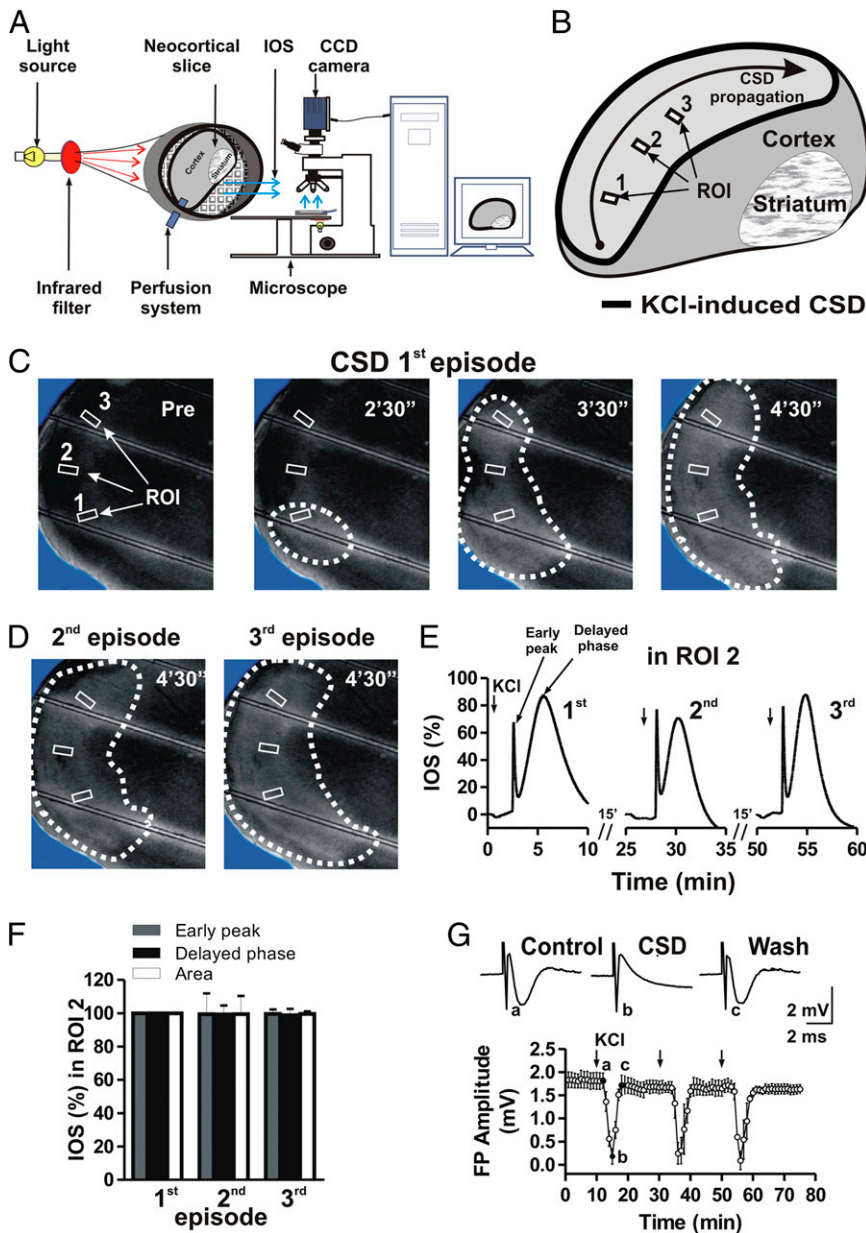 A
Light source
Neocortical slice
IOS
CCD camera
Cortex
Striatum
Infrared filter
Perfusion system
Microscope
B
CSD propagation
3
2
1
ROI
Cortex
Striatum
KCl-induced CSD
C
CSD 1st episode
3
Pre
2
ROI
1
2'30"
3'30"
4'30"
D
2nd episode
3rd episode
4'30"
4'30"
E
Early peak
Delayed phase
in ROI 2
KCl
1st
2nd
3rd
IOS (%)
100
80
60
40
20
0
15'
15'
0 5 10 25 30 35 50 55 60
Time (min)
F
Early peak
Delayed phase
Area
IOS (%) in ROI 2
120
100
80
60
40
20
0
1st 2nd 3rd
episode
G
Control CSD Wash
a
b
c
2 mV
2 ms
KCl
a c
b
FP Amplitude (mV)
2.5
2.0
1.5
1.0
0.5
0.0
0 10 20 30 40 50 60 70 80
Time (min)